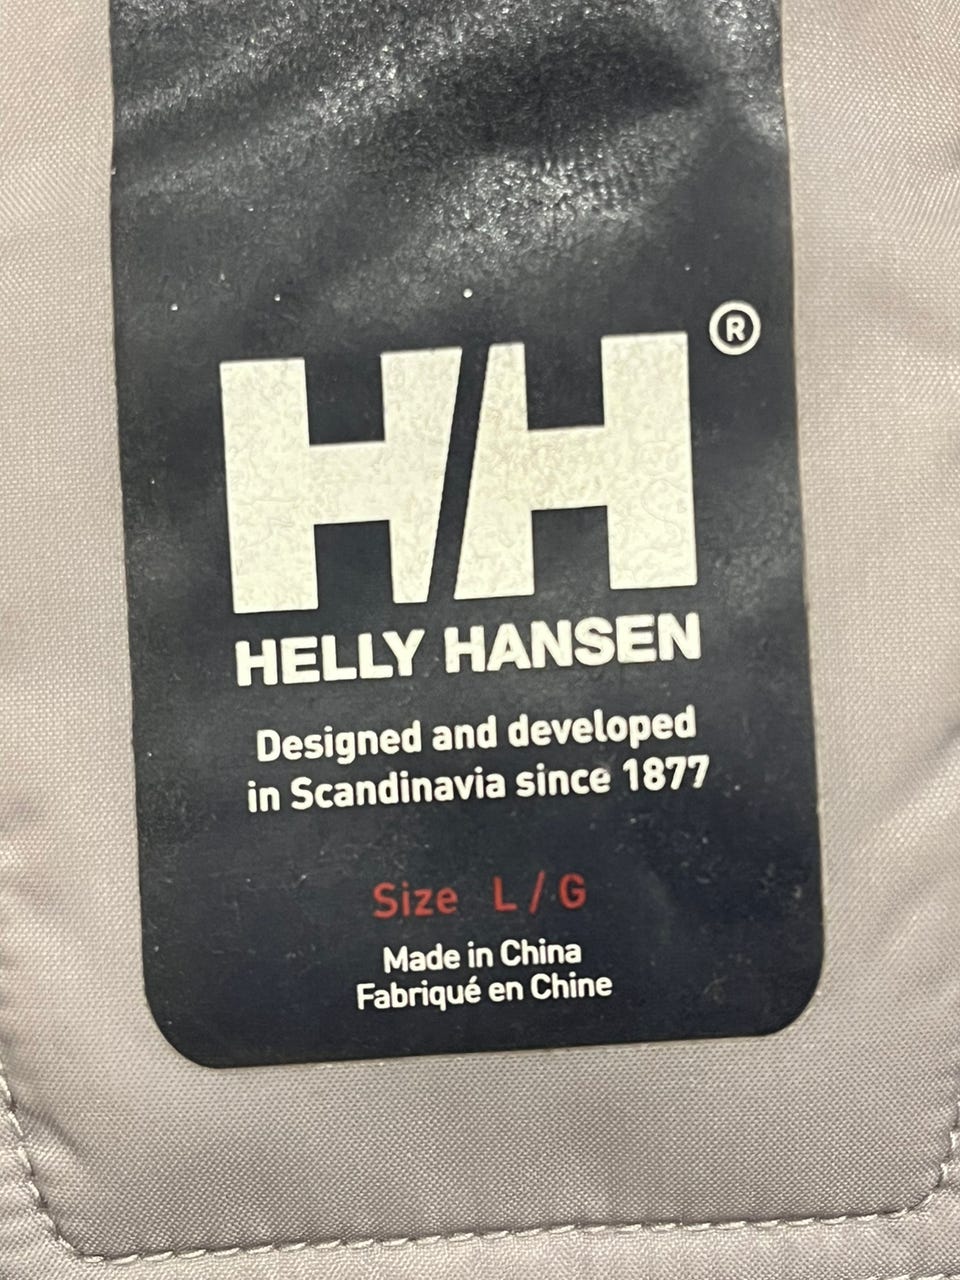 H/H®
HELLY HANSEN
Designed and developed
in Scandinavia since 1877
Size L / G
Made in China
Fabriqué en Chine